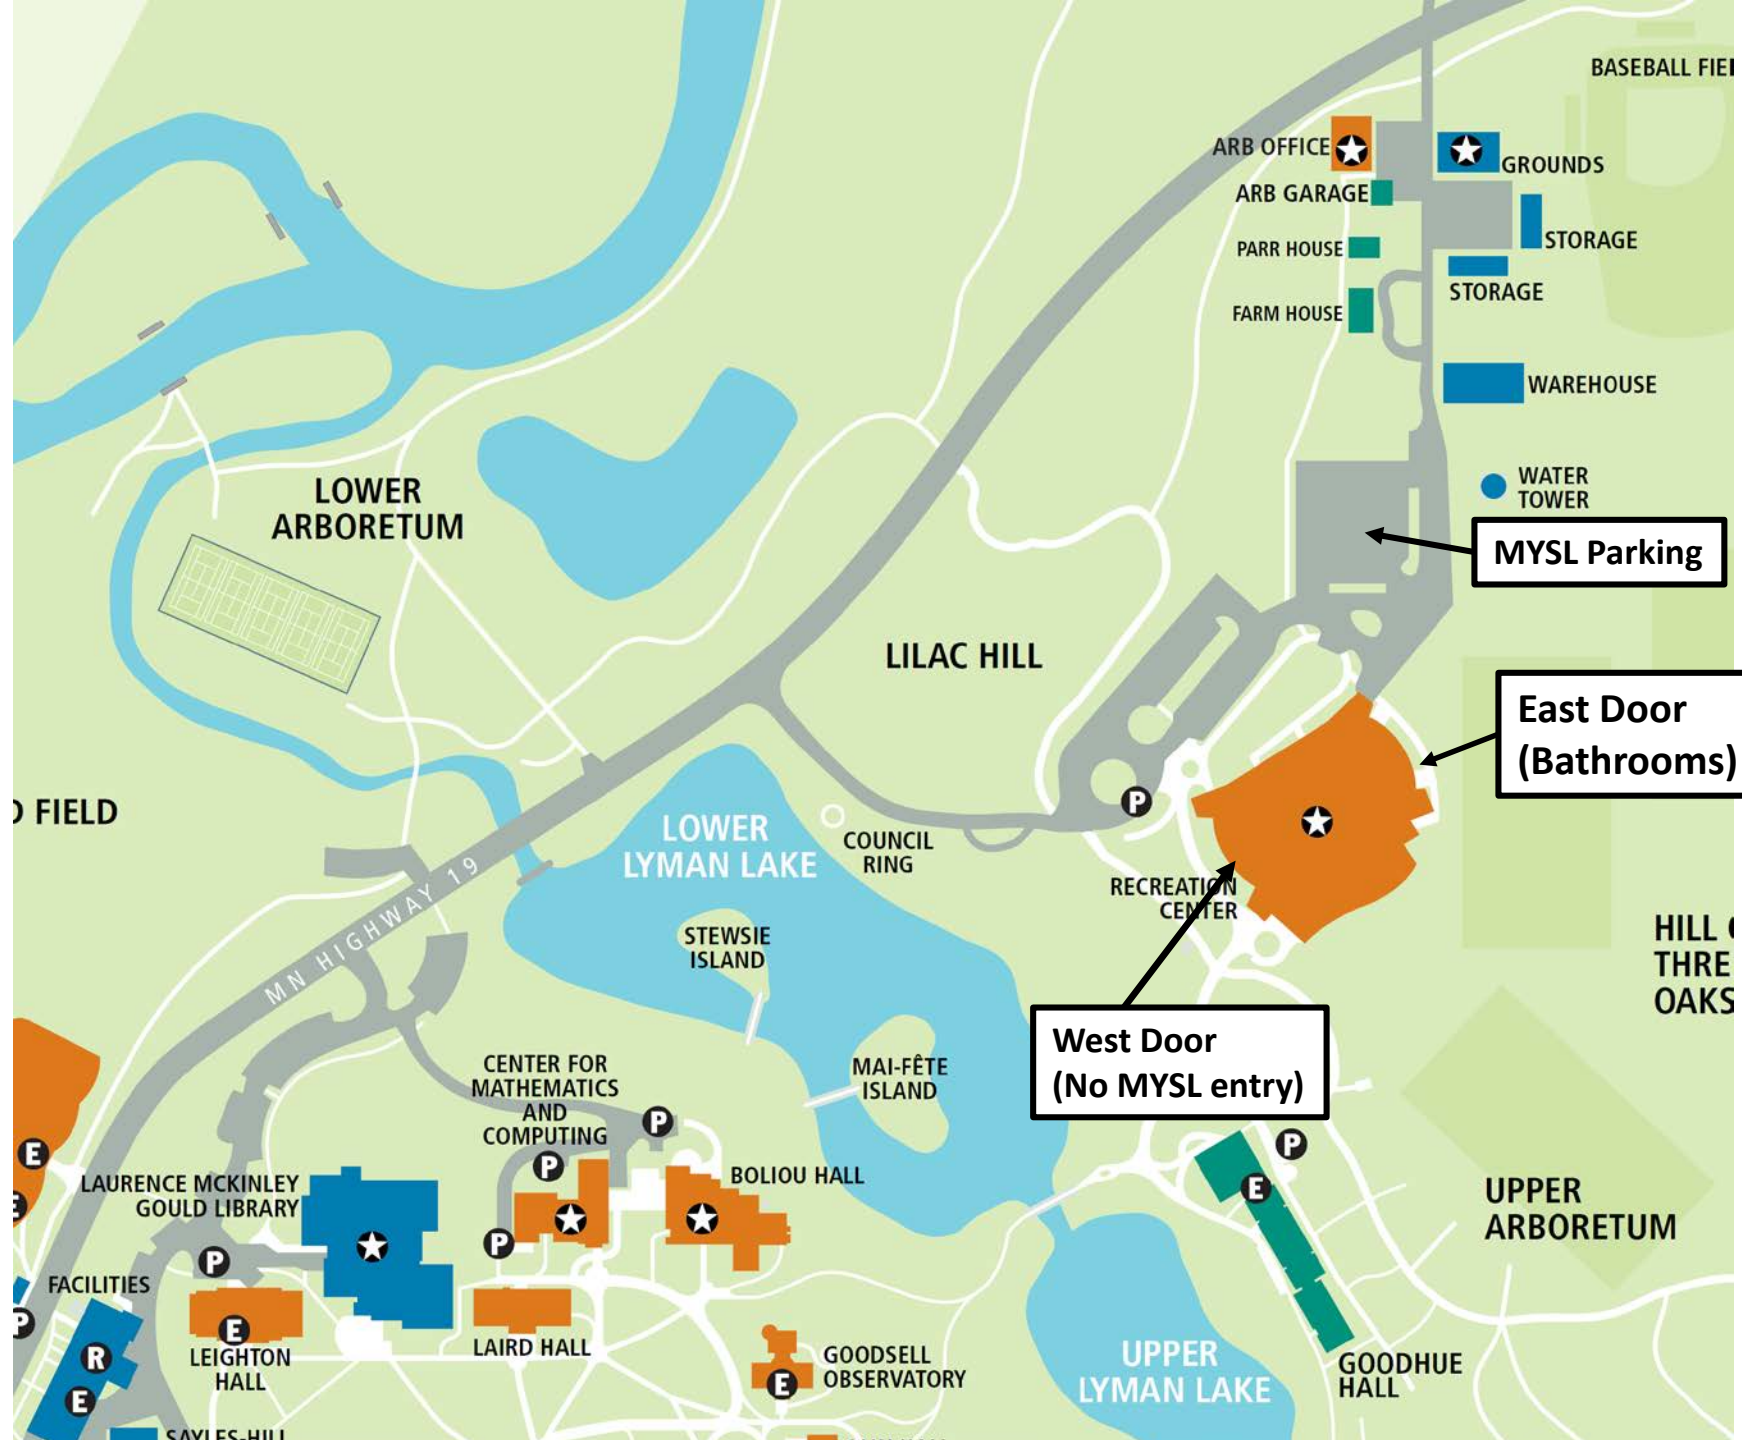 BASEBALL
ARB OFFICE
GROUNDS
ARB GARAGE
STORAGE
PARR HOUSE
STORAGE
FARM HOUSE
WAREHOUSE
WATER
TOWER
MYSL Parking
LOWER
ARBORETUM
LILAC HILL
East Door
(Bathrooms)
FIELD
LOWER
LYMAN LAKE
COUNCIL
RING
P
RECREATION
CENTER
MN HIGHWAY 19
STEWSIE
ISLAND
HILL
OAKS
West Door
(No MYSL entry)
CENTER FOR
MATHEMATICS
AND
COMPUTING
P
P
MAI-FÊTE
ISLAND
P
E
E
LAURENCE MCKINLEY
GOULD LIBRARY
BOLIOU HALL
E
UPPER
ARBORETUM
P
P
FACILITIES
P
E
LEIGHTON
HALL
LAIRD HALL
R
E
GOODSELL
OBSERVATORY
E
UPPER
LYMAN LAKE
GOODHUE
HALL
SAYLES-HILL